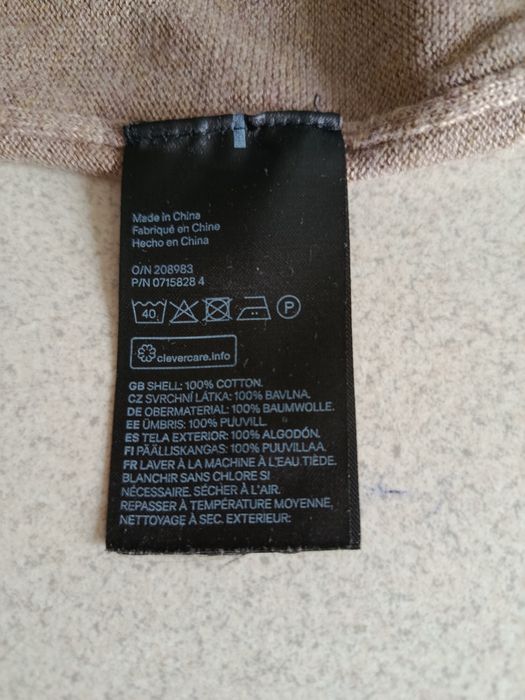 Made in China
Fabriqué en Chine
Hecho en China
O/N 208983
P/N 0715828 4
40 P
clevercare.info
GB SHELL: 100% COTTON.
CZ SVRCHNÍ LÁTKA: 100% BAVLNA.
DE OBERMATERIAL: 100% BAUMWOLLE.
EE ÜMBRIS: 100% PUUVILL.
ES TELA EXTERIOR: 100% ALGODÓN.
FI PÄÄLLISKANGAS: 100% PUUVILLAA.
FR LAVER À LA MACHINE À L'EAU TIÈDE.
BLANCHIR SANS CHLORE SI
NÉCESSAIRE. SÉCHER À L'AIR.
REPASSER À TEMPÉRATURE MOYENNE,
NETTOYAGE À SEC. EXTERIEUR: